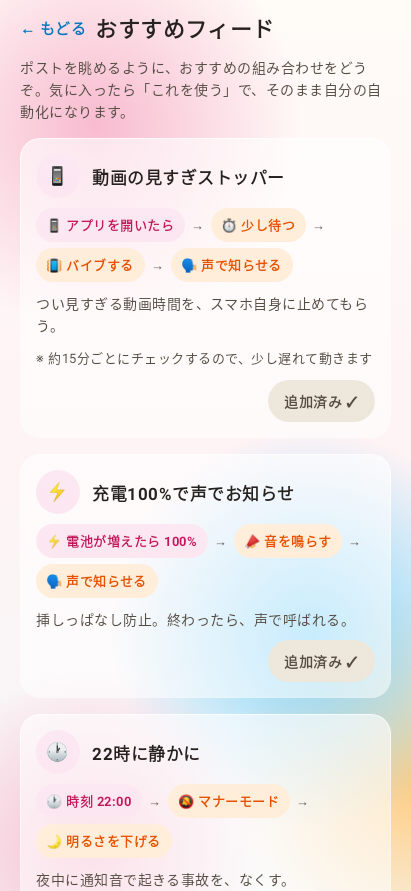 ← もどる おすすめフィード
ポストを眺めるように、おすすめの組み合わせをどう
ぞ。気に入ったら「これを使う」で、そのまま自分の自
動化になります。
動画の見すぎストッパー
アプリを開いたら → 少し待つ →
バイブする → 声で知らせる
つい見すぎる動画時間を、スマホ自身に止めてもら
う。
※ 約15分ごとにチェックするので、少し遅れて動きます
追加済み ✓
充電100%で声でお知らせ
電池が増えたら 100% → 音を鳴らす →
声で知らせる
挿しっぱなし防止。終わったら、声で呼ばれる。
追加済み ✓
22時に静かに
時刻 22:00 → マナーモード →
明るさを下げる
夜中に通知音で起きる事故を、なくす。